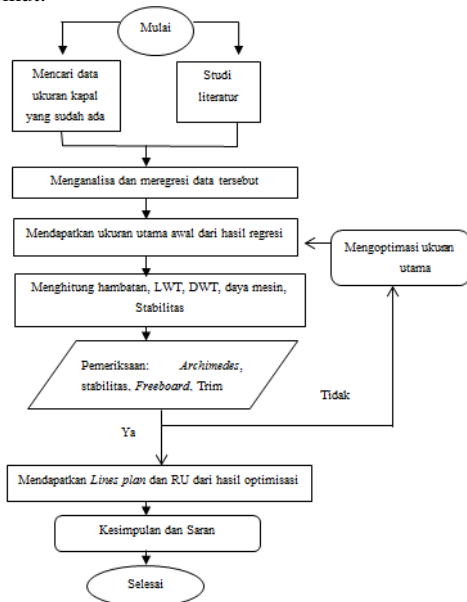 Mulai
Mencari data
ukuran kapal
yang sudah ada
Studi
literatur
Menganalisa dan meregresi data tersebut
Mendapatkan ukuran utama awal dari hasil regresi
Mengoptimasi ukuran
utama
Menghitung hambatan, LWT, DWT, daya mesin,
Stabilitas
Pemeriksaan: Archimedes,
stabilitas, Freeboard, Trim
Tidak
Ya
Mendapatkan Lines plan dan RU dari hasil optimisasi
Kesimpulan dan Saran
Selesai